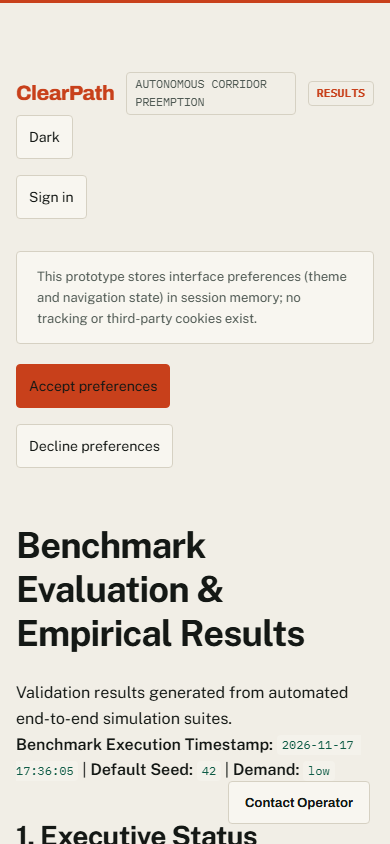 ClearPath
AUTONOMOUS CORRIDOR
PREEMPTION
RESULTS
Dark
Sign in
This prototype stores interface preferences (theme
and navigation state) in session memory; no
tracking or third-party cookies exist.
Accept preferences
Decline preferences
Benchmark
Evaluation &
Empirical Results
Validation results generated from automated
end-to-end simulation suites.
Benchmark Execution Timestamp: 2026-11-17
17:36:05 | Default Seed: 42 | Demand: low
Contact Operator
1. Executive Status